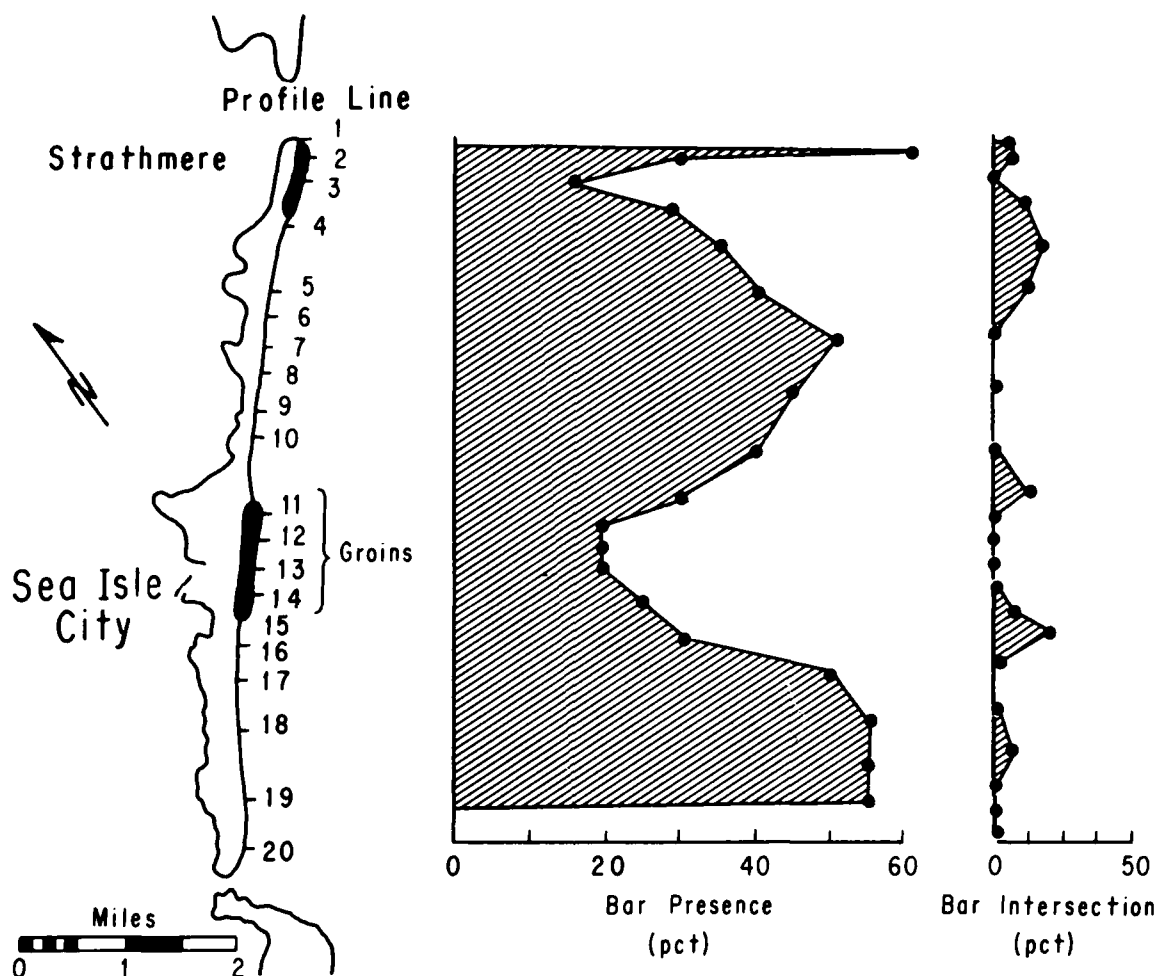 Profile Line
Strathmere
1
2
3
4
5
6
7
8
9
10
11
12
13
14
15
16
17
18
19
20
Groins
Sea Isle
City
N
Miles
0 1 2
0 20 40 60
Bar Presence
(pct)
0 50
Bar Intersection
(pct)